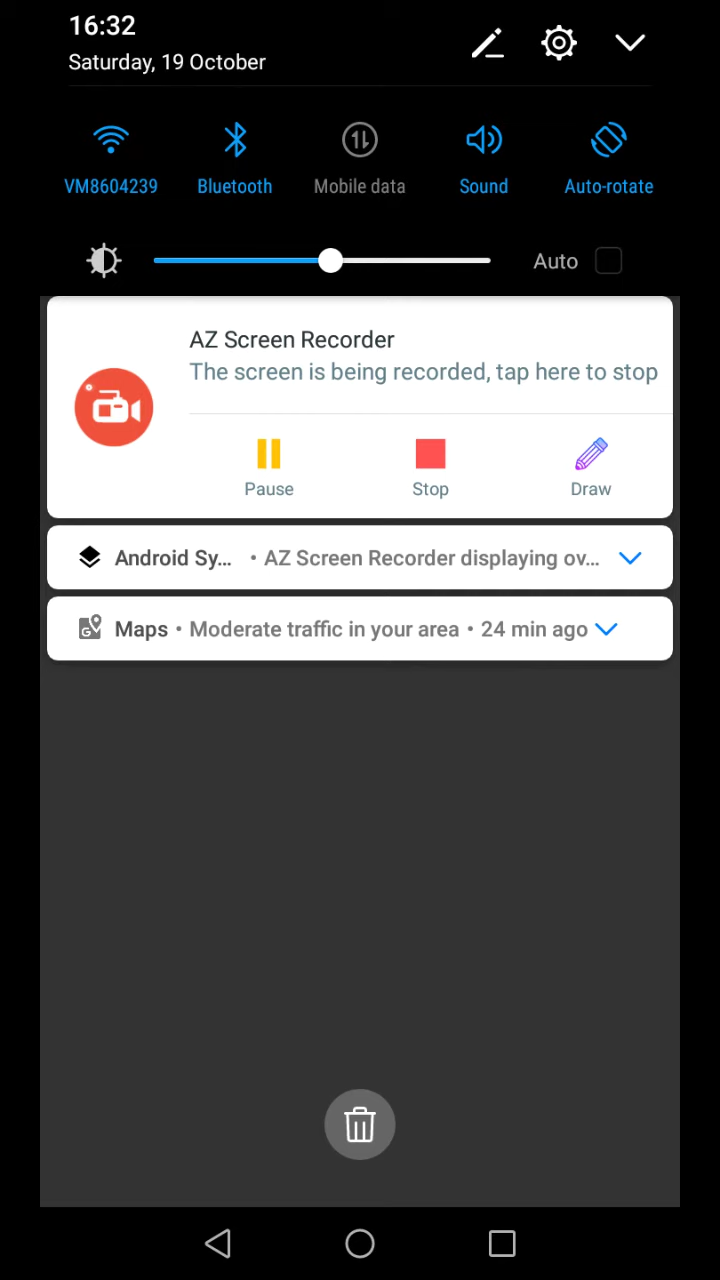 16:32
Saturday, 19 October
VM8604239 Bluetooth Mobile data Sound Auto-rotate
Auto
AZ Screen Recorder
The screen is being recorded, tap here to stop
Pause Stop Draw
Android Sy... • AZ Screen Recorder displaying ov...
Maps • Moderate traffic in your area • 24 min ago